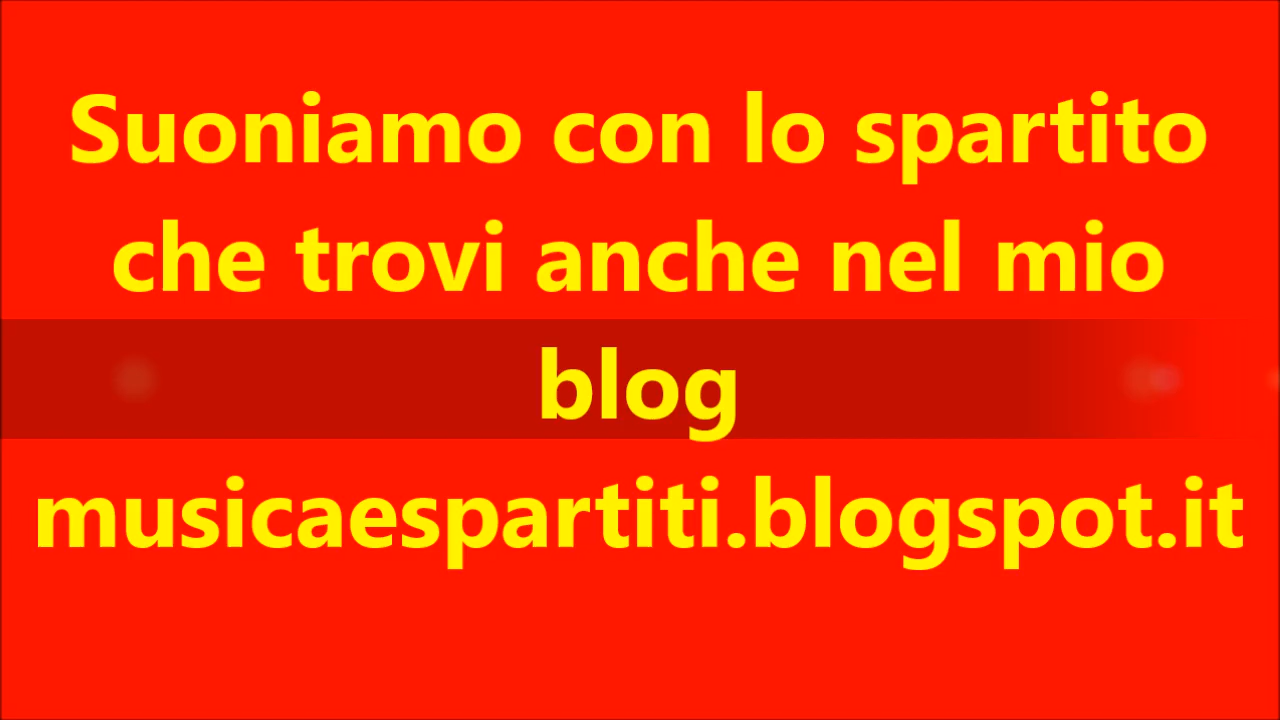 Suoniamo con lo spartito
che trovi anche nel mio
blog
musicaespartiti.blogspot.it